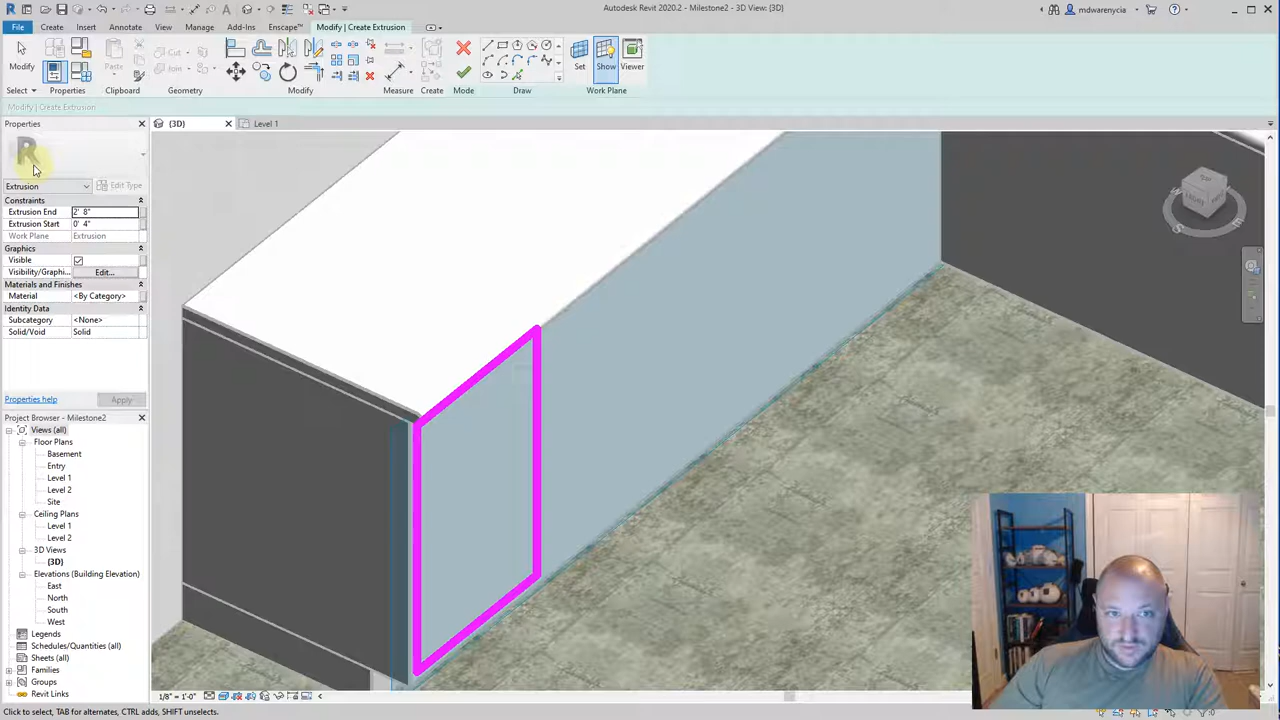 Autodesk Revit 2020.2 - Milestone2 - 3D View: {3D}
mdwarenycia
File Create Insert Annotate View Manage Add-Ins Enscape™ Modify | Create Extrusion
Modify
Paste
Cut
Join
Set Show Viewer
Select Properties Clipboard Geometry Modify Measure Create Mode Draw Work Plane
Modify | Create Extrusion
Properties
{3D} Level 1
R
Extrusion Edit Type
Constraints
Extrusion End 2' 8"
Extrusion Start 0' 4"
Work Plane Extrusion
Graphics
Visible
Visibility/Graphi... Edit...
Materials and Finishes
Material <By Category>
Identity Data
Subcategory <None>
Solid/Void Solid
Properties help Apply
Project Browser - Milestone2
Views (all)
Floor Plans
Basement
Entry
Level 1
Level 2
Site
Ceiling Plans
Level 1
Level 2
3D Views
{3D}
Elevations (Building Elevation)
East
North
South
West
Legends
Schedules/Quantities (all)
Sheets (all)
Families
Groups
Revit Links
1/8" = 1'-0"
Click to select, TAB for alternates, CTRL adds, SHIFT unselects.